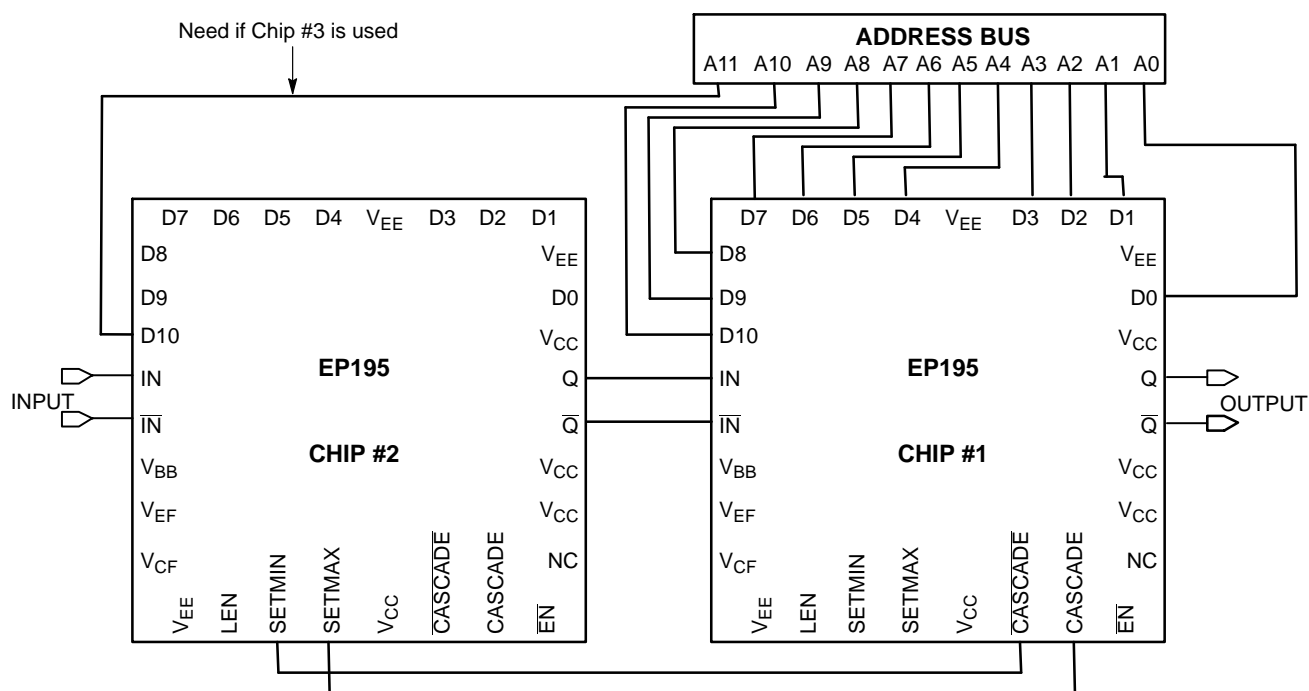 Need if Chip #3 is used
ADDRESS BUS
A11 A10 A9 A8 A7 A6 A5 A4 A3 A2 A1 A0
D7 D6 D5 D4 VEE D3 D2 D1
D8
D9
D10
IN
IN
VBB
VEF
VCF
VEE
D0
VCC
Q
Q
VCC
VCC
NC
EP195
CHIP #2
INPUT
VEE LEN SETMIN SETMAX VCC CASCADE CASCADE EN
D7 D6 D5 D4 VEE D3 D2 D1
D8
D9
D10
IN
IN
VBB
VEF
VCF
VEE
D0
VCC
Q
Q
VCC
VCC
NC
EP195
CHIP #1
OUTPUT
VEE LEN SETMIN SETMAX VCC CASCADE CASCADE EN